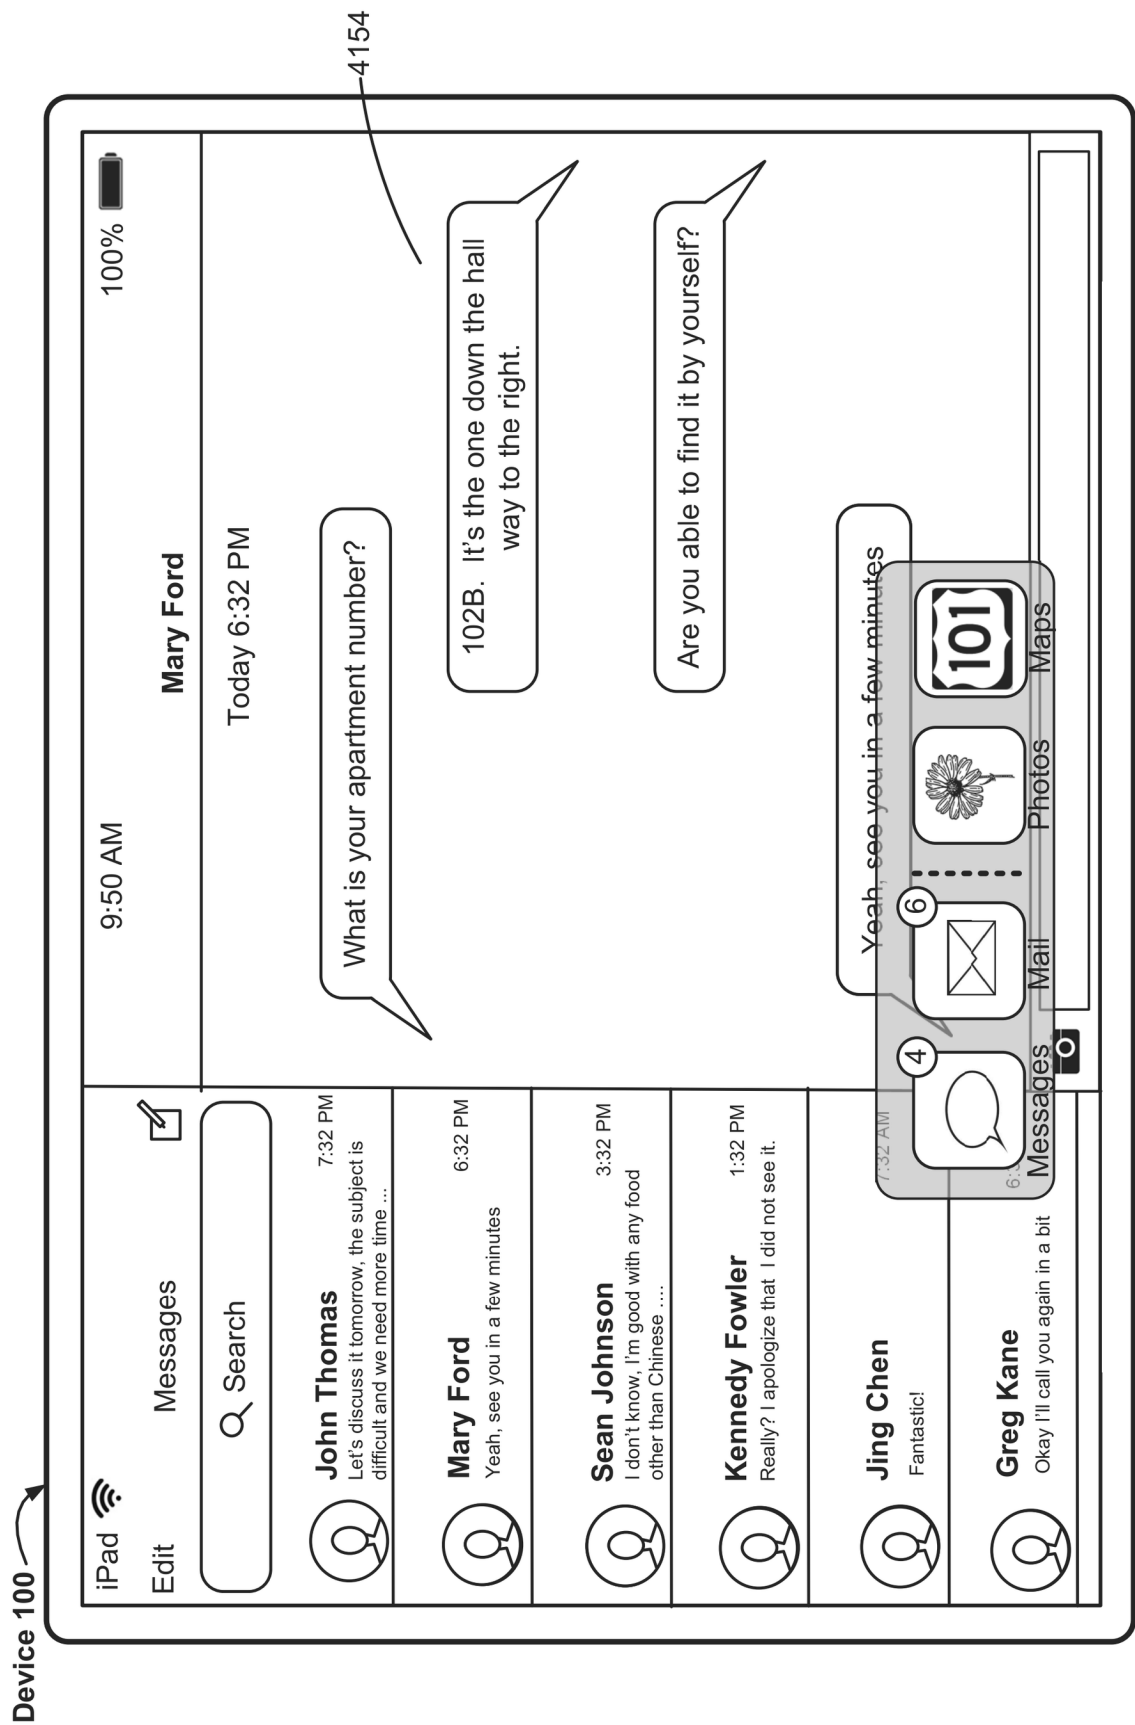 Device 100
4154
iPad
9:50 AM
100%
Edit
Messages
Mary Ford
Search
Today 6:32 PM
John Thomas
7:32 PM
Let's discuss it tomorrow, the subject is
difficult and we need more time ...
Mary Ford
6:32 PM
Yeah, see you in a few minutes
Sean Johnson
3:32 PM
I don't know, I'm good with any food
other than Chinese ....
Kennedy Fowler
1:32 PM
Really? I apologize that I did not see it.
Jing Chen
7:32 AM
Fantastic!
Greg Kane
Okay I'll call you again in a bit
What is your apartment number?
102B. It's the one down the hall
way to the right.
Are you able to find it by yourself?
Yeah, see you in a few minutes
4
6
101
Messages
Mail
Photos
Maps